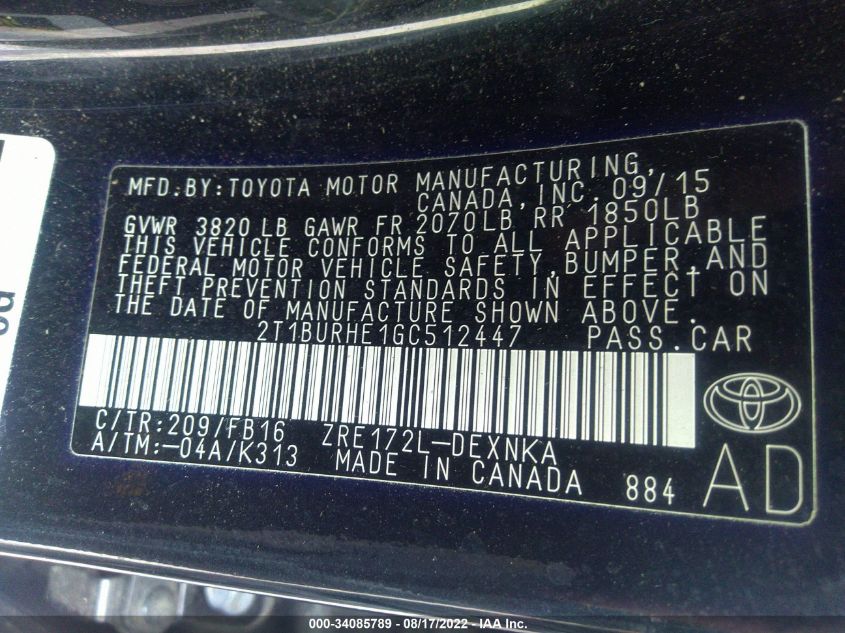 MFD.BY:TOYOTA MOTOR MANUFACTURING,
CANADA, INC. 09/15
GVWR 3820 LB GAWR FR 2070LB RR 1850LB
THIS VEHICLE CONFORMS TO ALL APPLICABLE
FEDERAL MOTOR VEHICLE SAFETY, BUMPER, AND
THEFT PREVENTION STANDARDS IN EFFECT ON
THE DATE OF MANUFACTURE SHOWN ABOVE.
2T1BURHE1GC512447 PASS.CAR
C/TR:209/FB16 ZRE172L-DEXNKA
A/TM:-04A/K313 MADE IN CANADA 884 AD
000-34085789 - 08/17/2022 - IAA Inc.